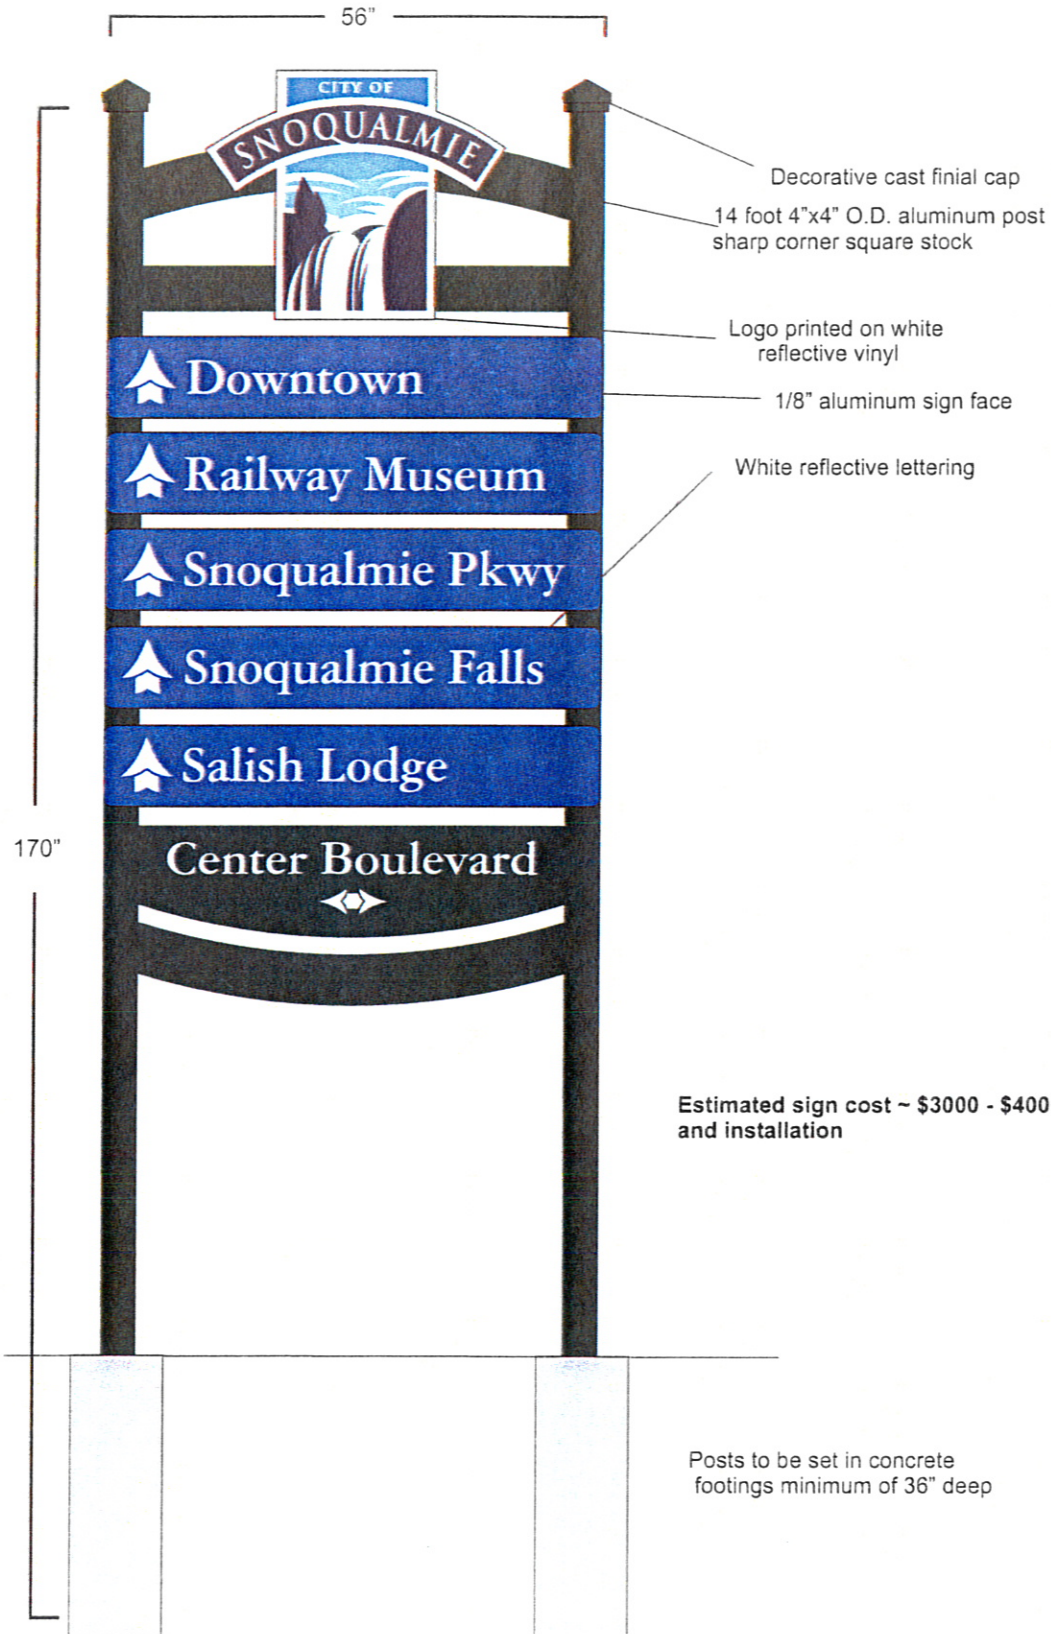 56"
CITY OF
SNOQUALMIE
Decorative cast finial cap
14 foot 4"x4" O.D. aluminum post
sharp corner square stock
Logo printed on white
reflective vinyl
Downtown
1/8" aluminum sign face
Railway Museum
White reflective lettering
Snoqualmie Pkwy
Snoqualmie Falls
Salish Lodge
170"
Center Boulevard
Estimated sign cost ~ $3000 - $400
and installation
Posts to be set in concrete
footings minimum of 36" deep